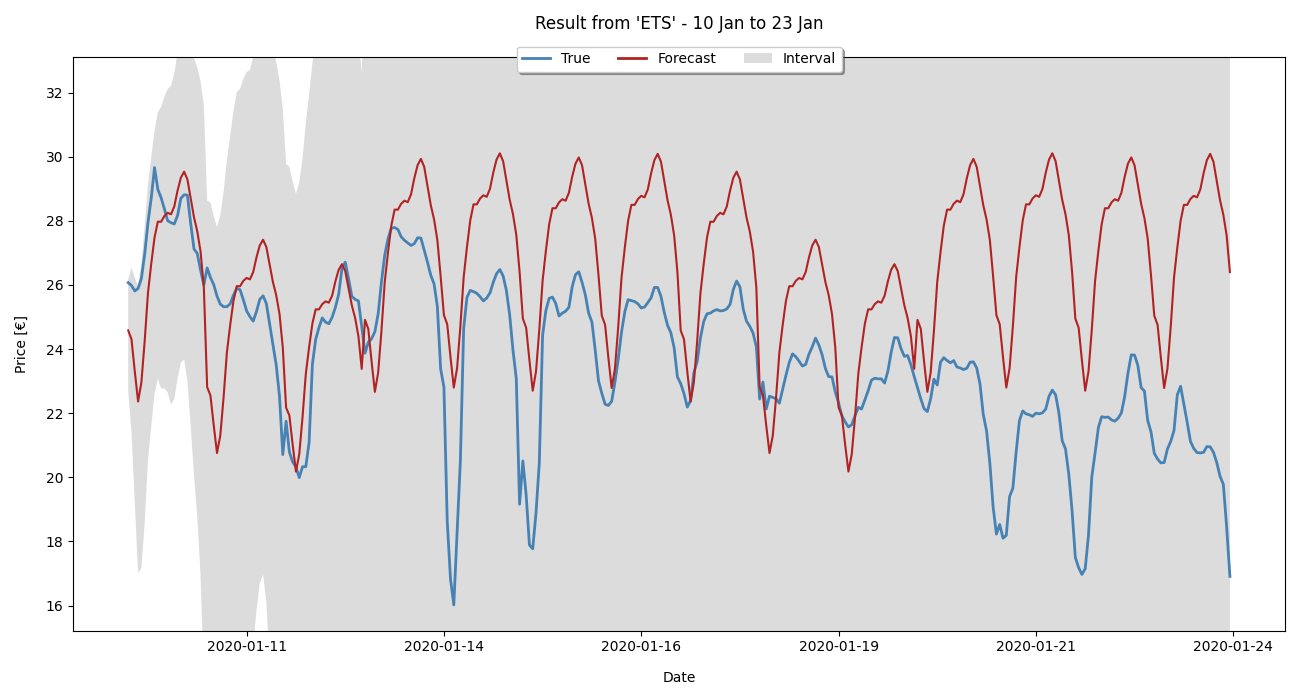 Result from 'ETS' - 10 Jan to 23 Jan
True Forecast Interval
32
30
28
26
24
22
20
18
16
Price [€]
2020-01-11 2020-01-14 2020-01-16 2020-01-19 2020-01-21 2020-01-24
Date